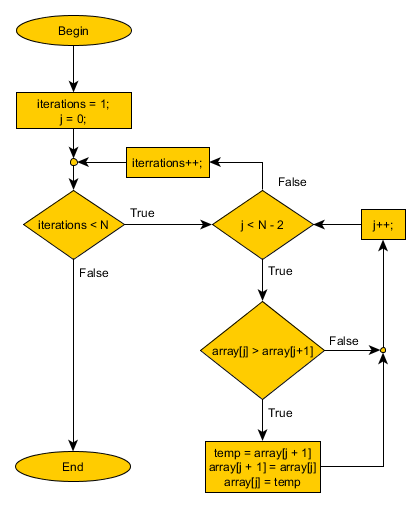 Begin
iterations = 1;
j = 0;
iterrations++;
False
iterations < N
True
j < N - 2
j++;
False
True
array[j] > array[j+1]
False
True
temp = array[j + 1]
array[j + 1] = array[j]
array[j] = temp
End